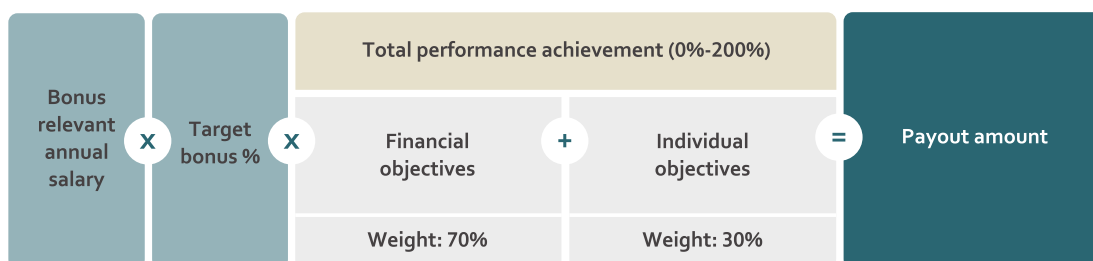 Total performance achievement (0%-200%)
Bonus
relevant
annual
salary
x
Target
bonus %
x
Financial
objectives
+
Individual
objectives
=
Payout amount
Weight: 70%
Weight: 30%